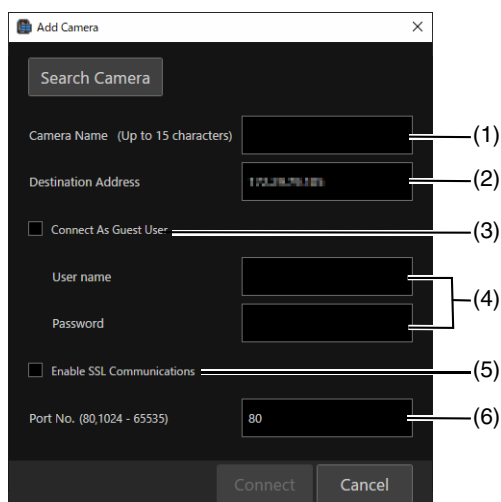 Add Camera
Search Camera
Camera Name (Up to 15 characters)
(1)
Destination Address
(2)
Connect As Guest User
(3)
User name
(4)
Password
Enable SSL Communications
(5)
Port No. (80,1024 - 65535)
80
(6)
Connect
Cancel